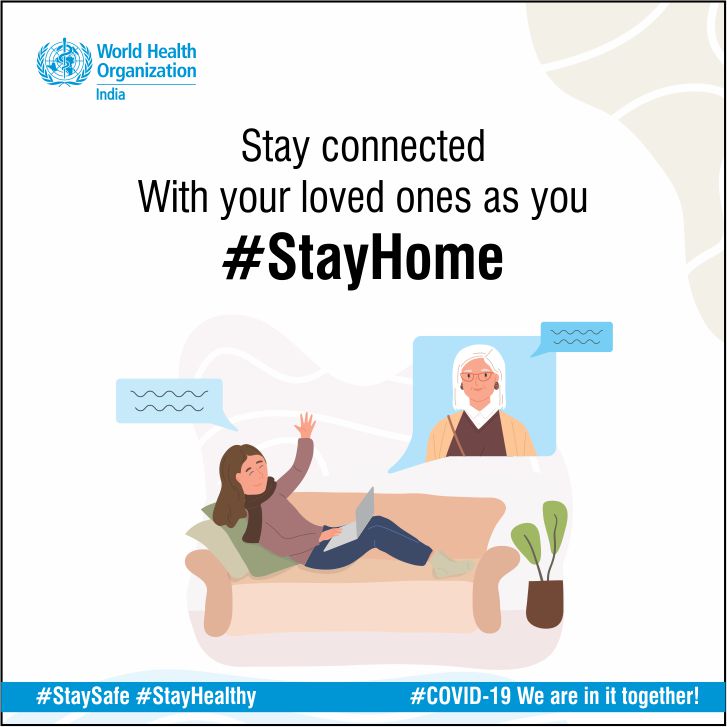 World Health
Organization
India
Stay connected
With your loved ones as you
#StayHome
#StaySafe #StayHealthy
#COVID-19 We are in it together!